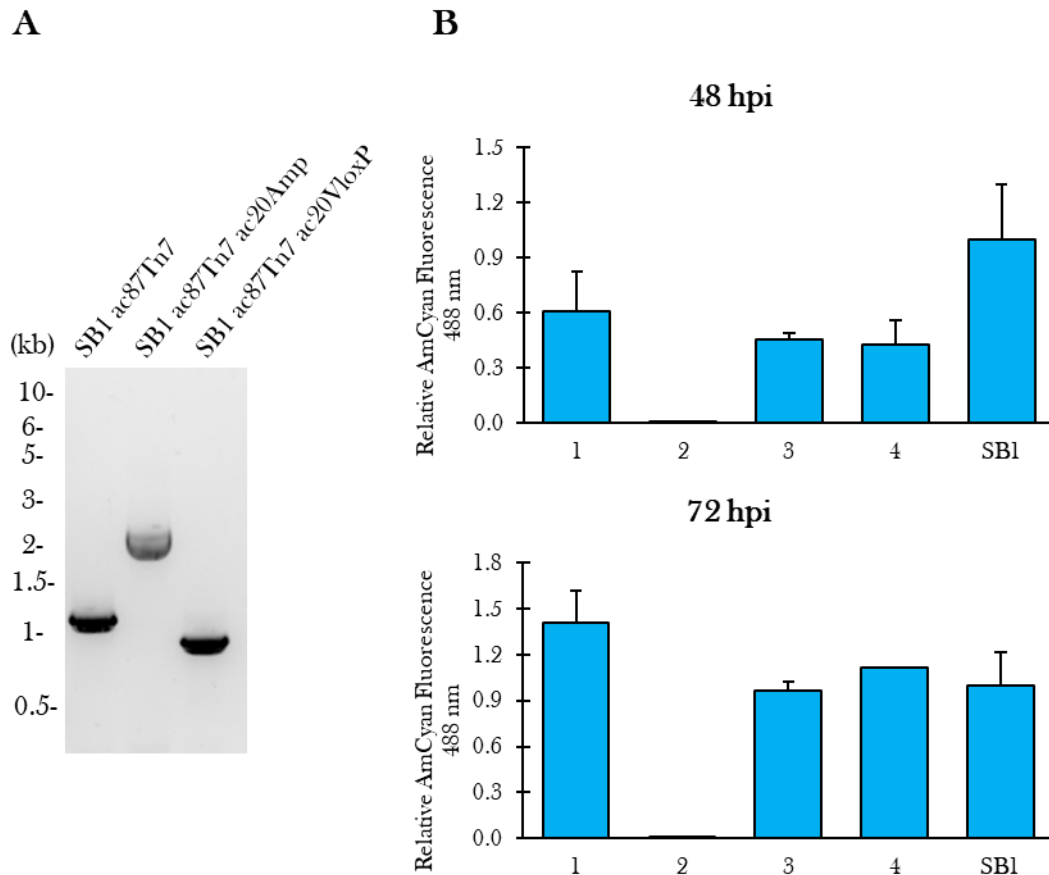 A
SB1 ac87Tn7
SB1 ac87Tn7 ac20Amp
SB1 ac87Tn7 ac20VloxP
(kb)
10-
6-
5-
3-
2-
1.5-
1-
0.5-
B
48 hpi
Relative AmCyan Fluorescence
488 nm
1.5
1.2
0.9
0.6
0.3
0.0
1 2 3 4 SB1
72 hpi
Relative AmCyan Fluorescence
488 nm
1.8
1.5
1.2
0.9
0.6
0.3
0.0
1 2 3 4 SB1